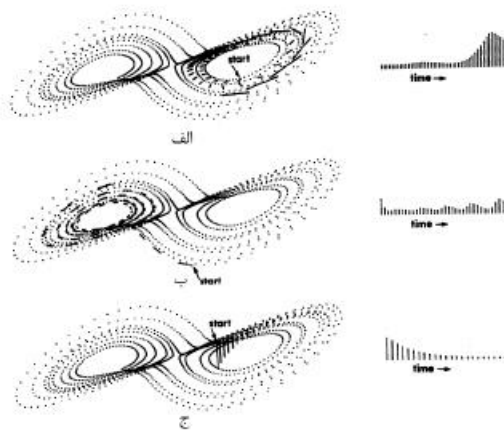 start
time →
الف
time →
ب
start
start
time →
ج